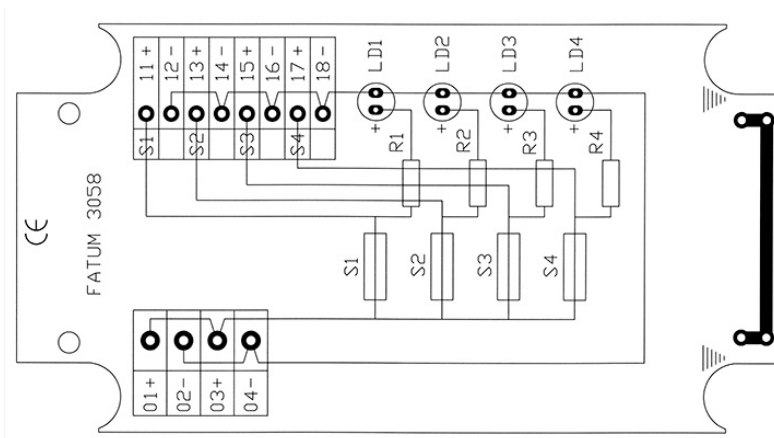 11+
12-
13+
14-
15+
16-
17+
18-
S1
S2
S3
S4
LD1
LD2
LD3
LD4
+
+
+
+
R1
R2
R3
R4
S1
S2
S3
S4
CE
FATUM 3058
01+
02-
03+
04-